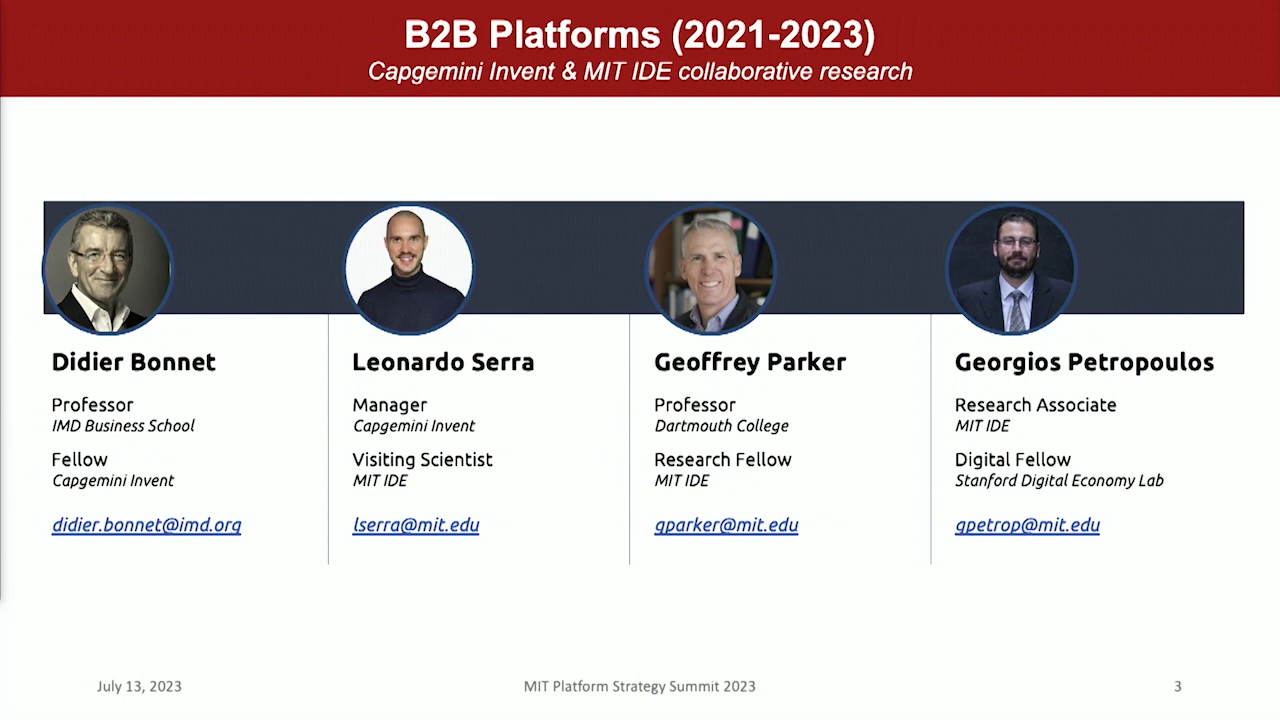 B2B Platforms (2021-2023)
Capgemini Invent & MIT IDE collaborative research
Didier Bonnet
Professor
IMD Business School
Fellow
Capgemini Invent
didier.bonnet@imd.org
Leonardo Serra
Manager
Capgemini Invent
Visiting Scientist
MIT IDE
lserra@mit.edu
Geoffrey Parker
Professor
Dartmouth College
Research Fellow
MIT IDE
gparker@mit.edu
Georgios Petropoulos
Research Associate
MIT IDE
Digital Fellow
Stanford Digital Economy Lab
gpetrop@mit.edu
July 13, 2023
MIT Platform Strategy Summit 2023
3